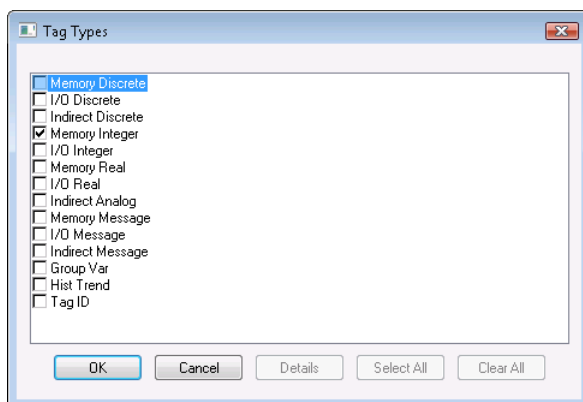 Tag Types
Memory Discrete
I/O Discrete
Indirect Discrete
Memory Integer
I/O Integer
Memory Real
I/O Real
Indirect Analog
Memory Message
I/O Message
Indirect Message
Group Var
Hist Trend
Tag ID
OK Cancel Details Select All Clear All